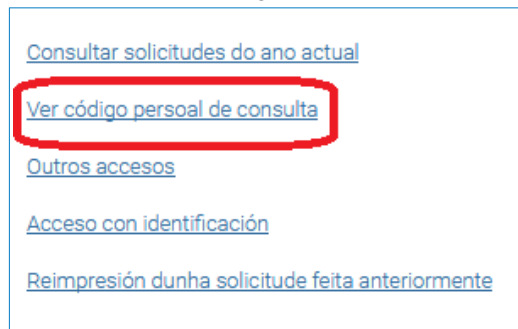 Consultar solicitudes do ano actual
Ver código persoal de consulta
Outros accesos
Acceso con identificación
Reimpresión dunha solicitude feita anteriormente